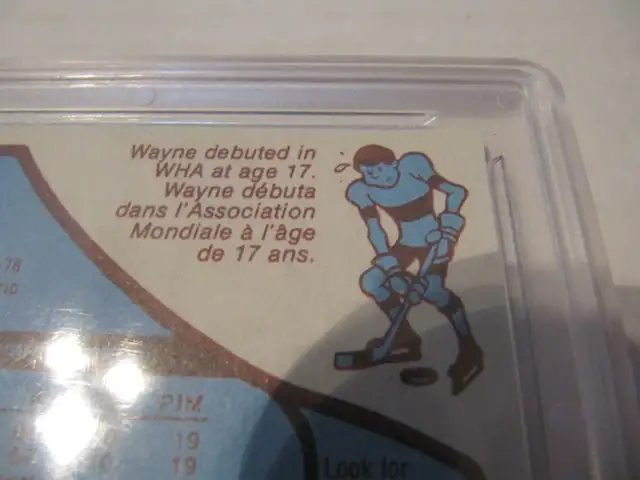 Wayne debuted in
WHA at age 17.
Wayne débuta
dans l'Association
Mondiale à l'âge
de 17 ans.
PIM
19
19
Look for